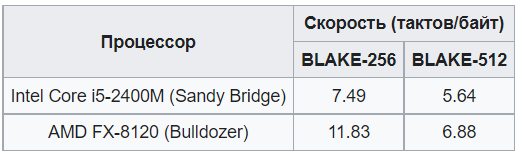 Процессор
Скорость (тактов/байт)
BLAKE-256 BLAKE-512
Intel Core i5-2400M (Sandy Bridge) 7.49 5.64
AMD FX-8120 (Bulldozer) 11.83 6.88